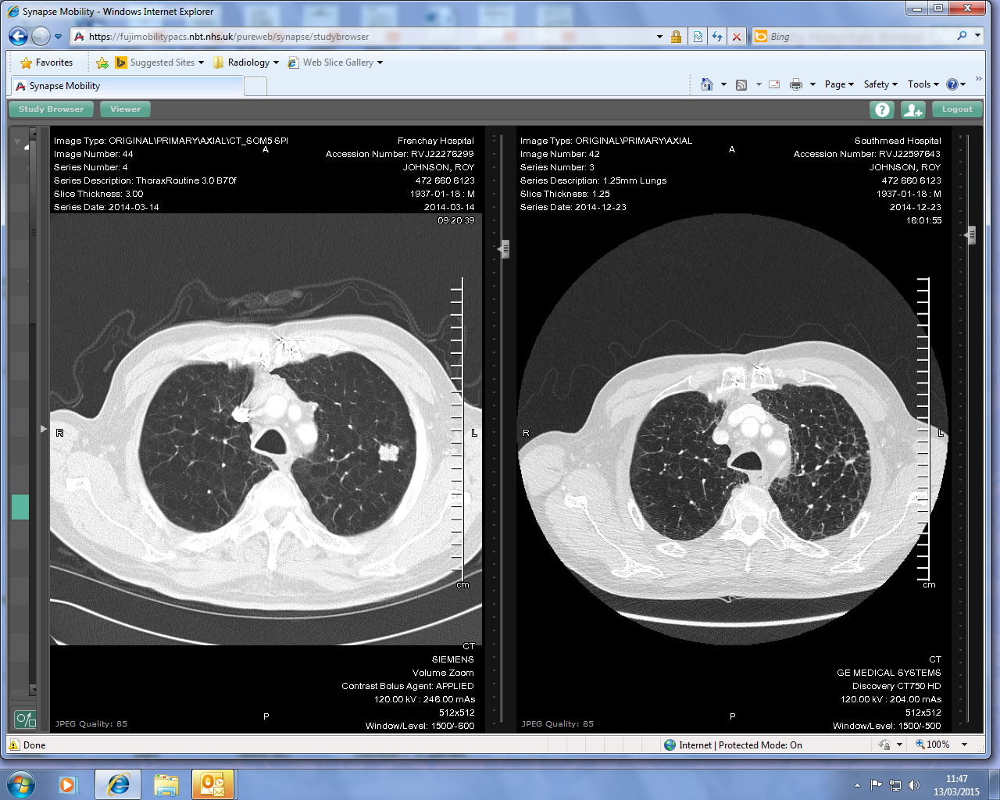 Synapse Mobility - Windows Internet Explorer
https://fujimobilitypacs.nbt.nhs.uk/pureweb/synapse/studybrowser
Bing
Favorites
Suggested Sites
Radiology
Web Slice Gallery
Synapse Mobility
Page
Safety
Tools
Study Browser
Viewer
Logout
Image Type: ORIGINAL\PRIMARY\AXIAL\CT_SOM5 SPI
Image Number: 44
Series Number: 4
Series Description: ThoraxRoutine 3.0 B70f
Slice Thickness: 3.00
Series Date: 2014-03-14
A
Frenchay Hospital
Accession Number: RVJ22276299
JOHNSON, ROY
472 660 6123
1937-01-18 : M
2014-03-14
09:20:39
R
L
cm
CT
SIEMENS
Volume Zoom
Contrast Bolus Agent: APPLIED
120.00 kV : 246.00 mAs
512x512
Window/Level: 1500/-600
P
JPEG Quality: 85
Image Type: ORIGINAL\PRIMARY\AXIAL
Image Number: 42
Series Number: 3
Series Description: 1.25mm Lungs
Slice Thickness: 1.25
Series Date: 2014-12-23
A
Southmead Hospital
Accession Number: RVJ22597643
JOHNSON, ROY
472 660 6123
1937-01-18 : M
2014-12-23
16:01:55
R
L
cm
CT
GE MEDICAL SYSTEMS
Discovery CT750 HD
120.00 kV : 204.00 mAs
512x512
Window/Level: 1500/-500
P
JPEG Quality: 85
Done
Internet | Protected Mode: On
100%
11:47
13/03/2015